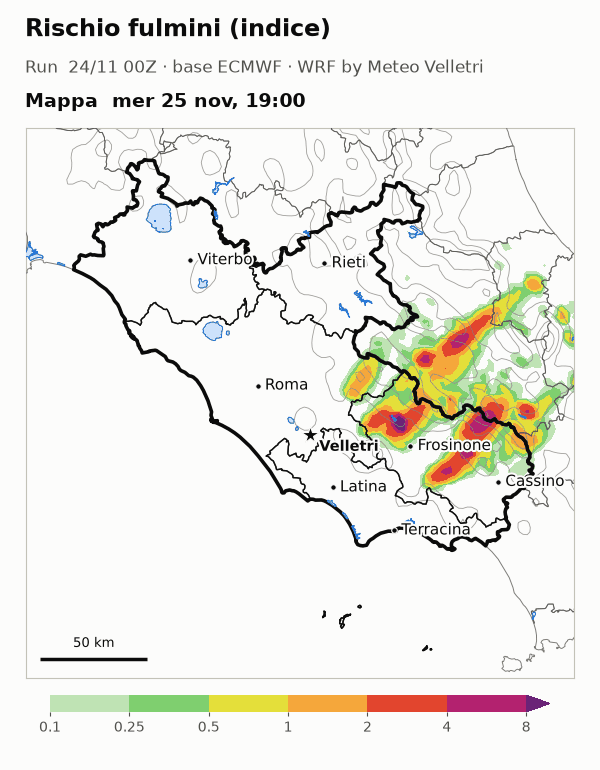 Rischio fulmini (indice)
Run  24/11 00Z · base ECMWF · WRF by Meteo Velletri
Mappa  mer 25 nov, 19:00
Viterbo
Rieti
Roma
Velletri
Frosinone
Latina
Cassino
Terracina
50 km
0.1 0.25 0.5 1 2 4 8